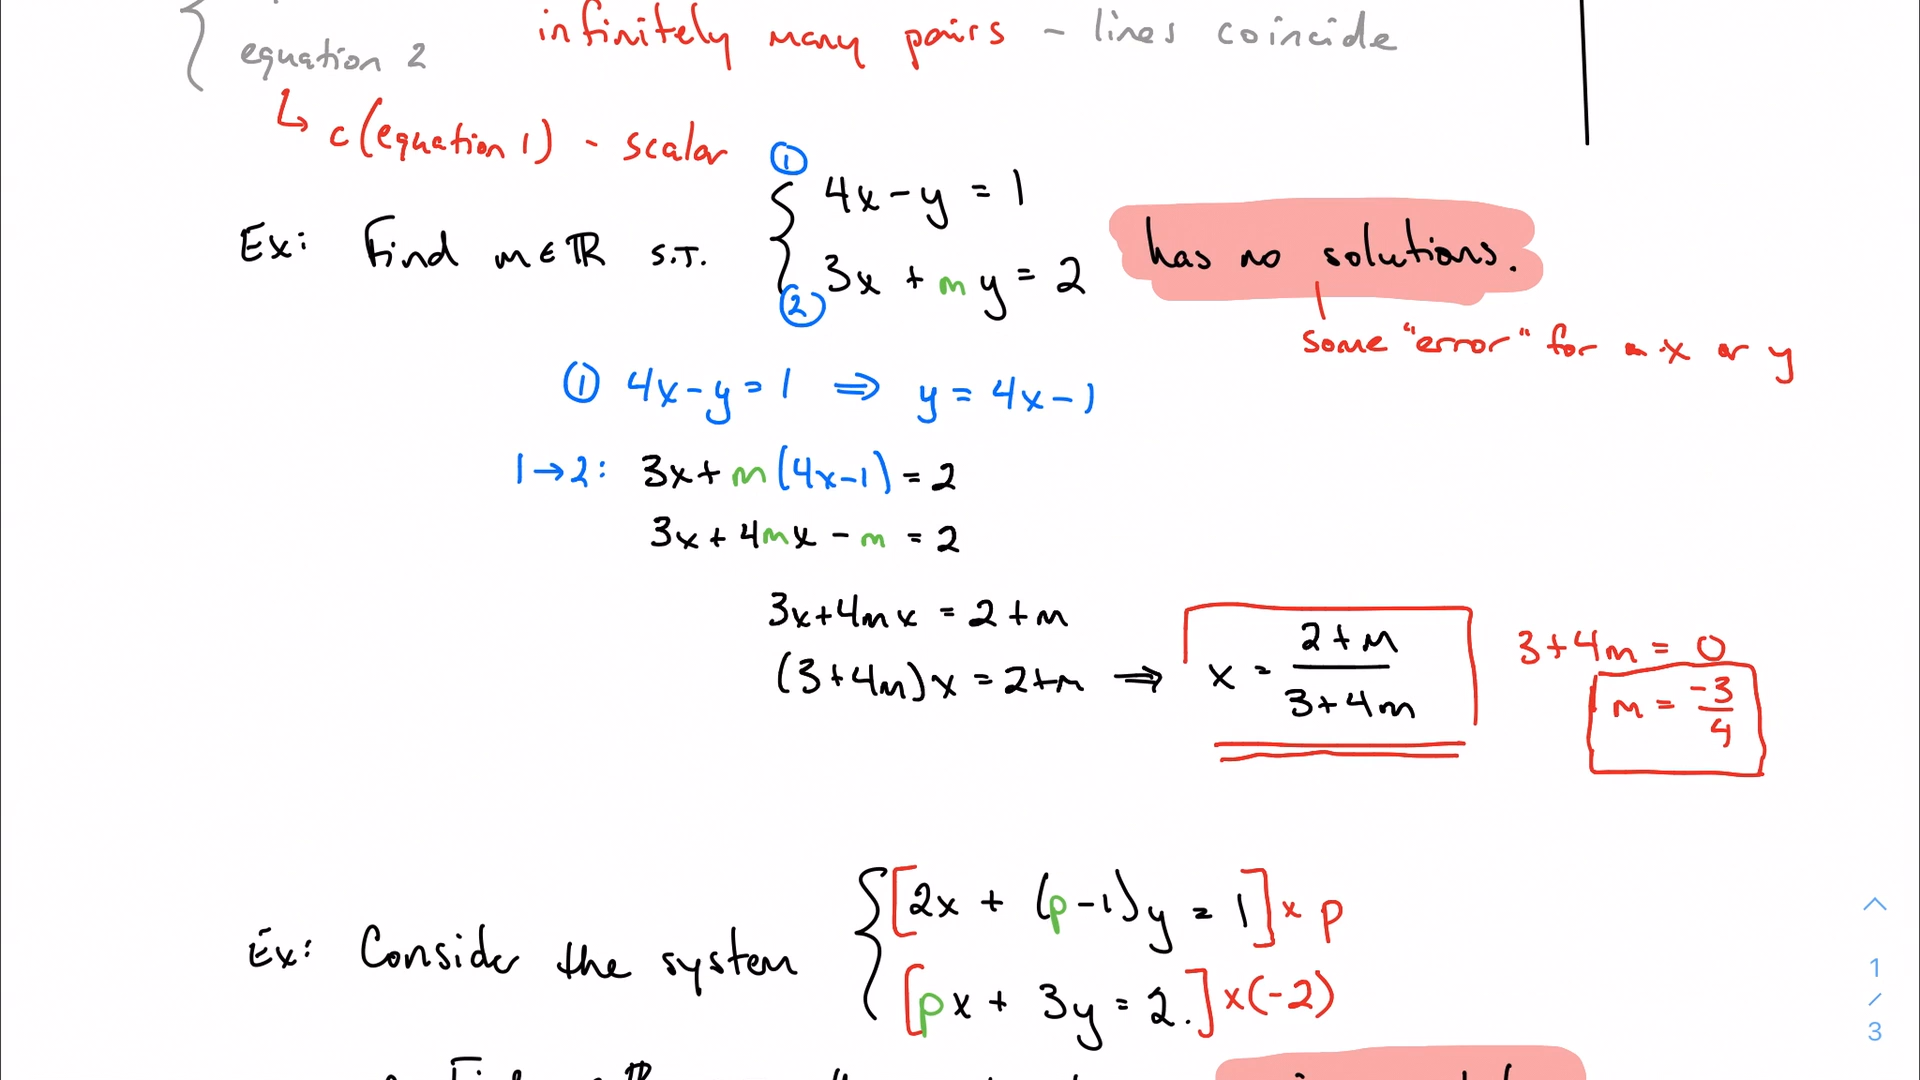 infinitely many pairs - lines coincide
equation 2
↳ c(equation 1) - scalar
① 4x - y = 1
Ex: Find m ∈ ℝ s.t. has no solutions.
② 3x + my = 2
some "error" for x or y
① 4x - y = 1 ⇒ y = 4x - 1
1 → 2: 3x + m(4x - 1) = 2
3x + 4mx - m = 2
3x + 4mx = 2 + m
(3 + 4m)x = 2 + m ⇒ x = (2 + m)/(3 + 4m)
3 + 4m = 0
m = -3/4
[2x + (p - 1)y = 1] × p
Ex: Consider the system
[px + 3y = 2.] × (-2)
1
/
3